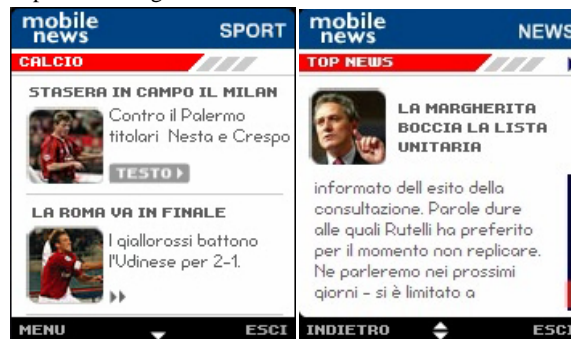 mobile
news
SPORT
CALCIO
STASERA IN CAMPO IL MILAN
Contro il Palermo
titolari Nesta e Crespo
TESTO
LA ROMA VA IN FINALE
I giallorossi battono
l'Udinese per 2-1.
MENU
ESCI
mobile
news
NEWS
TOP NEWS
LA MARGHERITA
BOCCIA LA LISTA
UNITARIA
informato dell esito della
consultazione. Parole dure
alle quali Rutelli ha preferito
per il momento non replicare.
Ne parleremo nei prossimi
giorni - si è limitato a
INDIETRO
ESCI